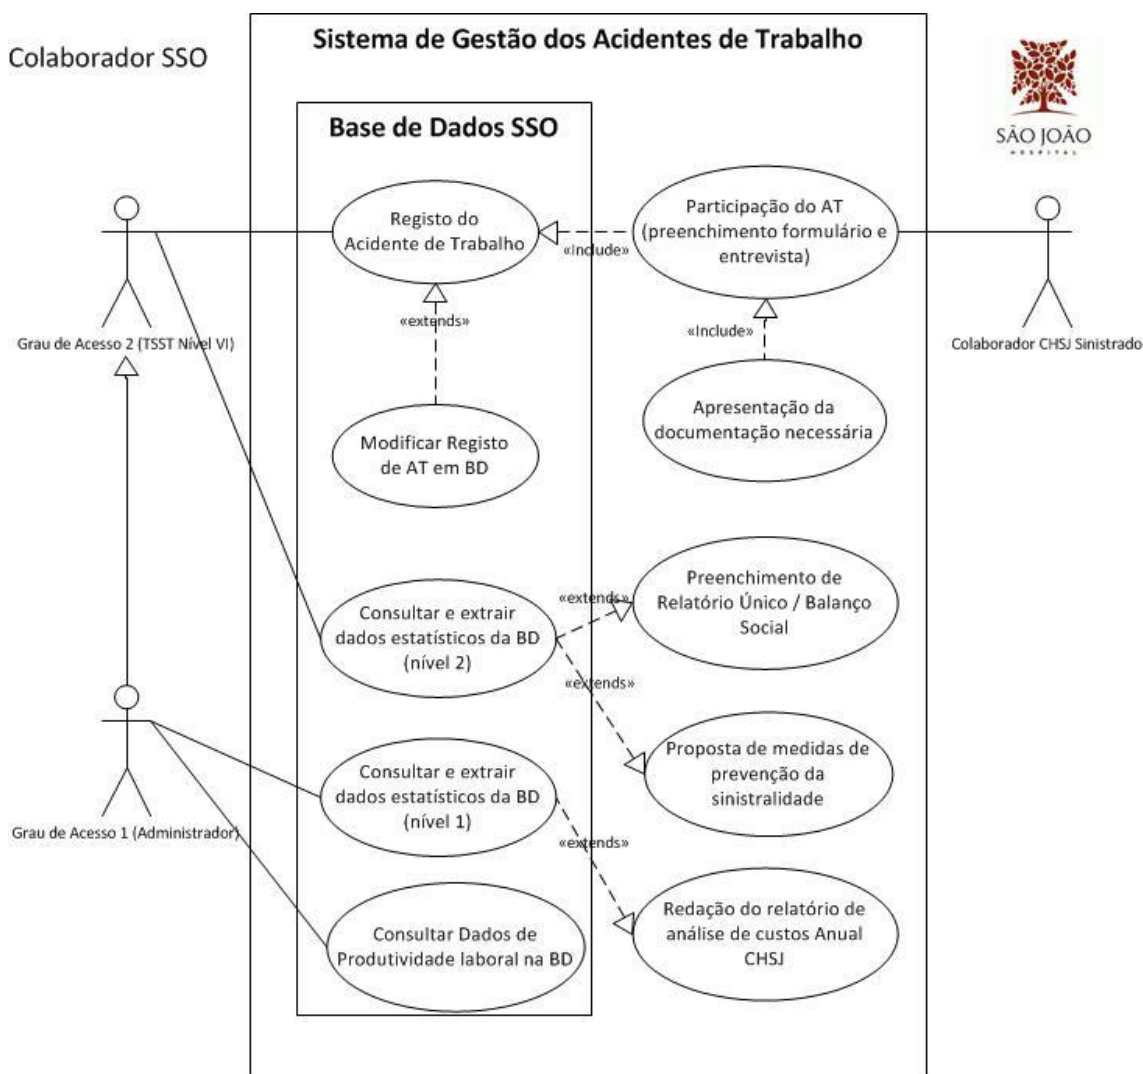 Colaborador SSO
Sistema de Gestão dos Acidentes de Trabalho
SÃO JOÃO
HOSPITAL
Base de Dados SSO
Registo do
Acidente de Trabalho
«Include»
Participação do AT
(preenchimento formulário e
entrevista)
Grau de Acesso 2 (TSST Nível VI)
Colaborador CHSJ Sinistrado
«extends»
«Include»
Modificar Registo
de AT em BD
Apresentação da
documentação necessária
Consultar e extrair
dados estatísticos da BD
(nível 2)
«extends»
Preenchimento de
Relatório Único / Balanço
Social
«extends»
Proposta de medidas de
prevenção da
sinistralidade
Grau de Acesso 1 (Administrador)
Consultar e extrair
dados estatísticos da BD
(nível 1)
«extends»
Redação do relatório de
análise de custos Anual
CHSJ
Consultar Dados de
Produtividade laboral na BD